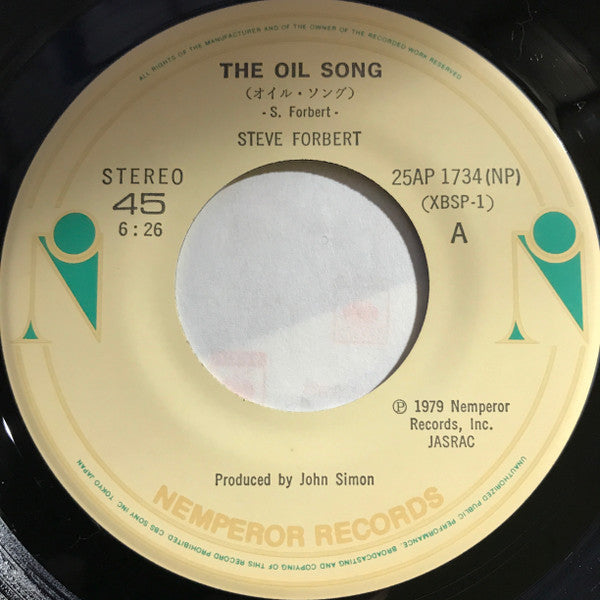 ALL RIGHTS OF THE MANUFACTURER AND OF THE OWNER OF THE RECORDED WORK RESERVED
THE OIL SONG
(オイル・ソング)
- S. Forbert -
STEVE FORBERT
STEREO
45
6:26
25AP 1734(NP)
(XBSP-1)
A
Ⓟ 1979 Nemperor
Records, Inc.
JASRAC
Produced by John Simon
NEMPEROR RECORDS
UNAUTHORIZED PUBLIC PERFORMANCE, BROADCASTING AND COPYING OF THIS RECORD PROHIBITED CBS SONY INC. TOKYO JAPAN